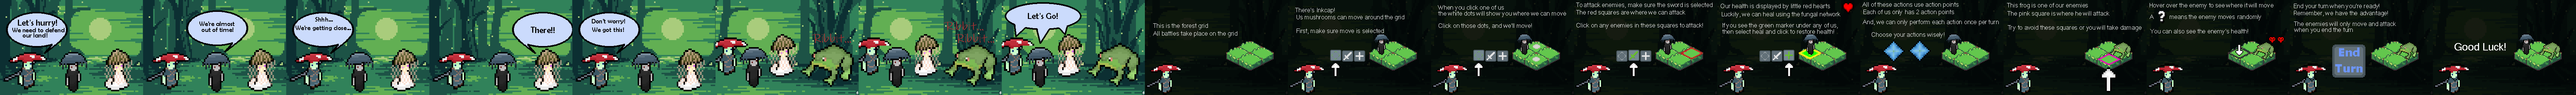 Let's hurry!
We need to defend
our land!
We're almost
out of time!
Shhh...
We're getting close...
There!!
Don't worry!
We got this!
Let's Go!
This is the forest grid
All battles take place on the grid
There's Inkcap!
Us mushrooms can move around the grid
First, make sure move is selected
When you click one of us
the white dots will show you where we can move
Click on those dots, and we'll move!
To attack enemies, make sure the sword is selected
The red squares are where we can attack
Click on any enemies in these squares to attack!
Our health is displayed by little red hearts
Luckily, we can heal using the fungal network
If you see the green marker under any of us,
then select heal and click to restore health!
All of these actions use action points
Each of us only has 2 action points
And, we can only perform each action once per turn
Choose your actions wisely!
This frog is one of our enemies
The pink square is where he will attack
Try to avoid these squares or you will take damage
Hover over the enemy to see where it will move
A ? means the enemy moves randomly
You can also see the enemy's health!
End your turn when you're ready!
Remember, we have the advantage!
The enemies will only move and attack
when you end the turn
End
Turn
Good Luck!